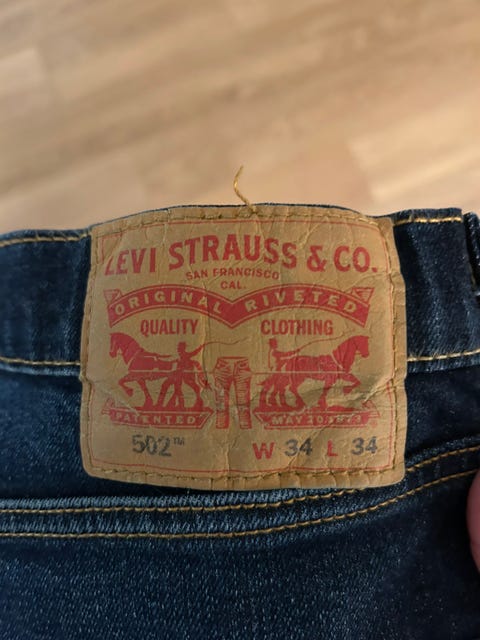 LEVI STRAUSS & CO.
SAN FRANCISCO
CAL.
ORIGINAL RIVETED
QUALITY CLOTHING
PATENTED MAY 20 1873
502™ W 34 L 34